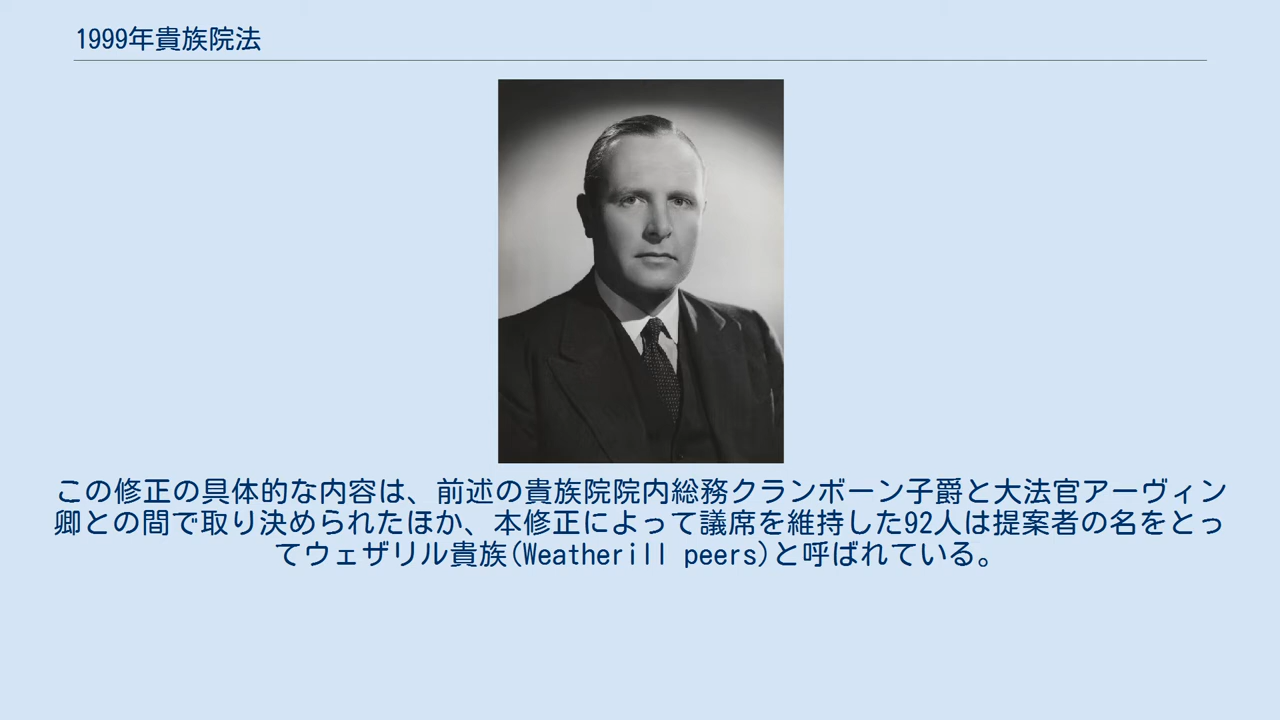 1999年貴族院法
この修正の具体的な内容は、前述の貴族院院内総務クランボーン子爵と大法官アーヴィン
卿との間で取り決められたほか、本修正によって議席を維持した92人は提案者の名をとっ
てウェザリル貴族(Weatherill peers)と呼ばれている。